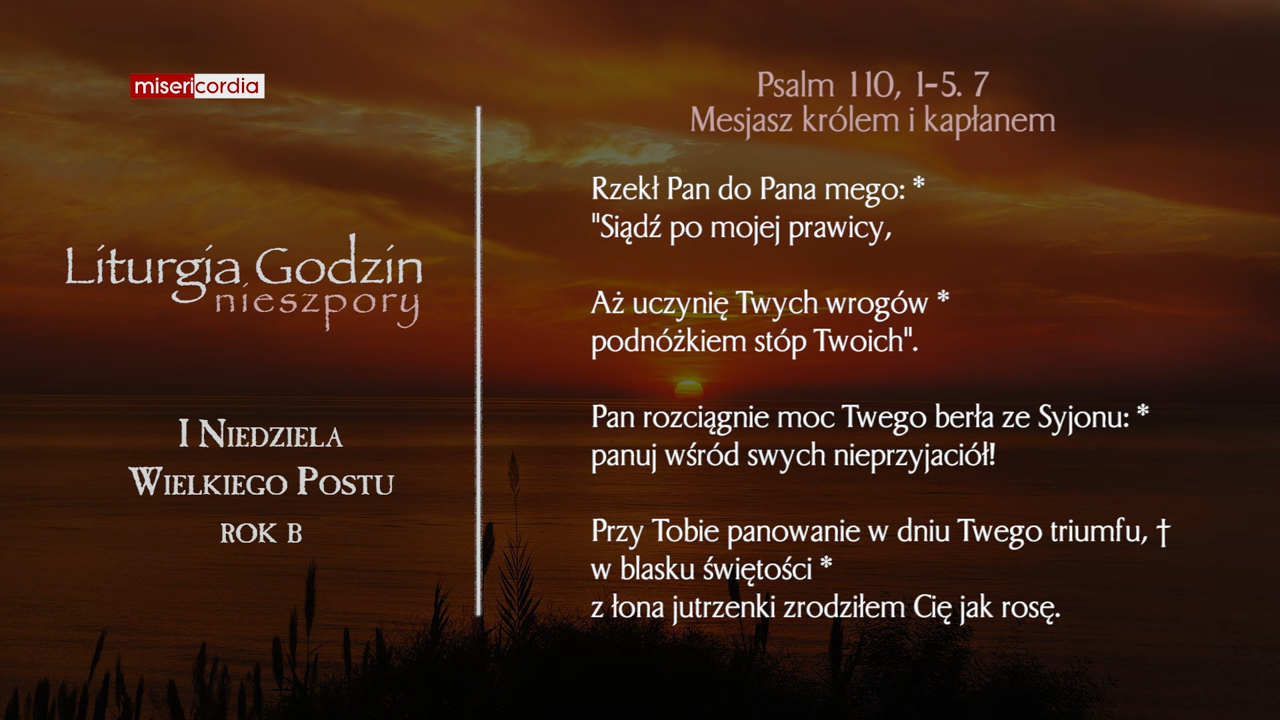 misericordia
Liturgia Godzin
nieszpory
I Niedziela
Wielkiego Postu
rok B
Psalm 110, 1-5. 7
Mesjasz królem i kapłanem
Rzekł Pan do Pana mego: *
"Siądź po mojej prawicy,
Aż uczynię Twych wrogów *
podnóżkiem stóp Twoich".
Pan rozciągnie moc Twego berła ze Syjonu: *
panuj wśród swych nieprzyjaciół!
Przy Tobie panowanie w dniu Twego triumfu, †
w blasku świętości *
z łona jutrzenki zrodziłem Cię jak rosę.